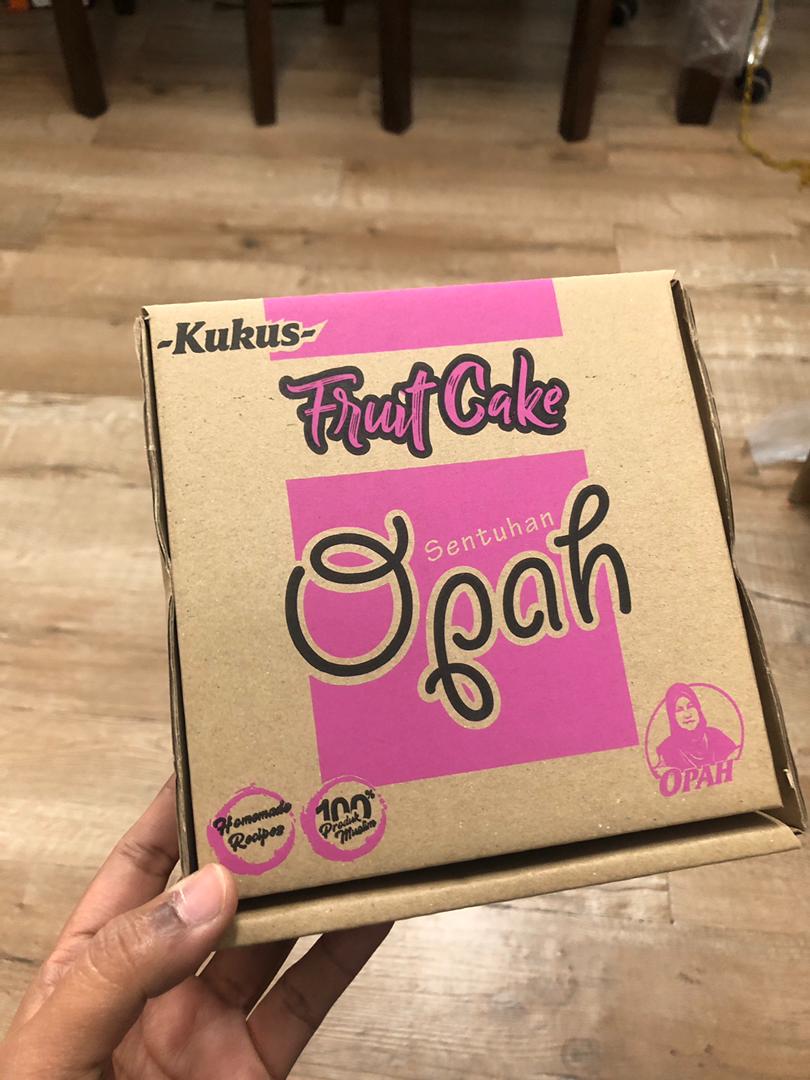 -Kukus-
Fruit Cake
Sentuhan
Opah
Homemade
Recipes
100%
Produk
Muslim
OPAH